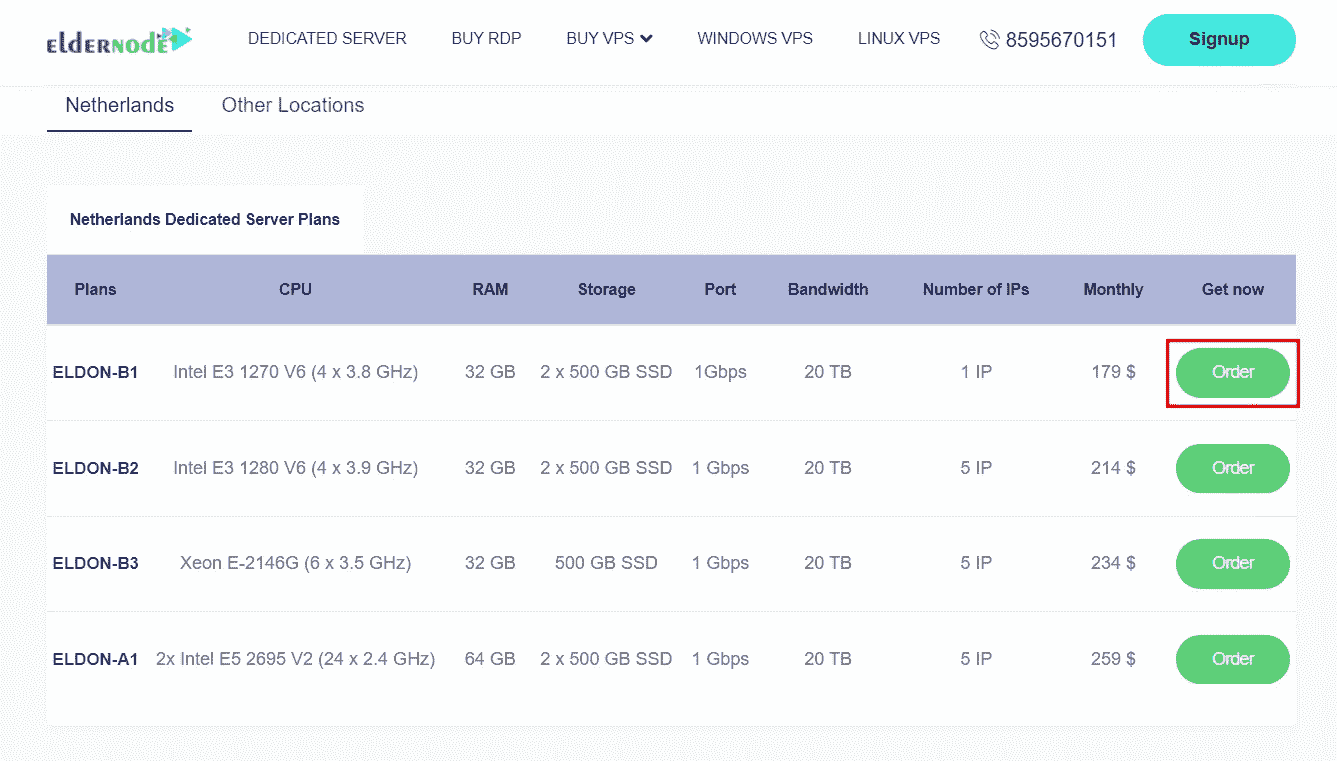 elderNODE DEDICATED SERVER BUY RDP BUY VPS WINDOWS VPS LINUX VPS 8595670151 Signup
Netherlands Other Locations
Netherlands Dedicated Server Plans
Plans CPU RAM Storage Port Bandwidth Number of IPs Monthly Get now
ELDON-B1 Intel E3 1270 V6 (4 x 3.8 GHz) 32 GB 2 x 500 GB SSD 1Gbps 20 TB 1 IP 179 $ Order
ELDON-B2 Intel E3 1280 V6 (4 x 3.9 GHz) 32 GB 2 x 500 GB SSD 1 Gbps 20 TB 5 IP 214 $ Order
ELDON-B3 Xeon E-2146G (6 x 3.5 GHz) 32 GB 500 GB SSD 1 Gbps 20 TB 5 IP 234 $ Order
ELDON-A1 2x Intel E5 2695 V2 (24 x 2.4 GHz) 64 GB 2 x 500 GB SSD 1 Gbps 20 TB 5 IP 259 $ Order